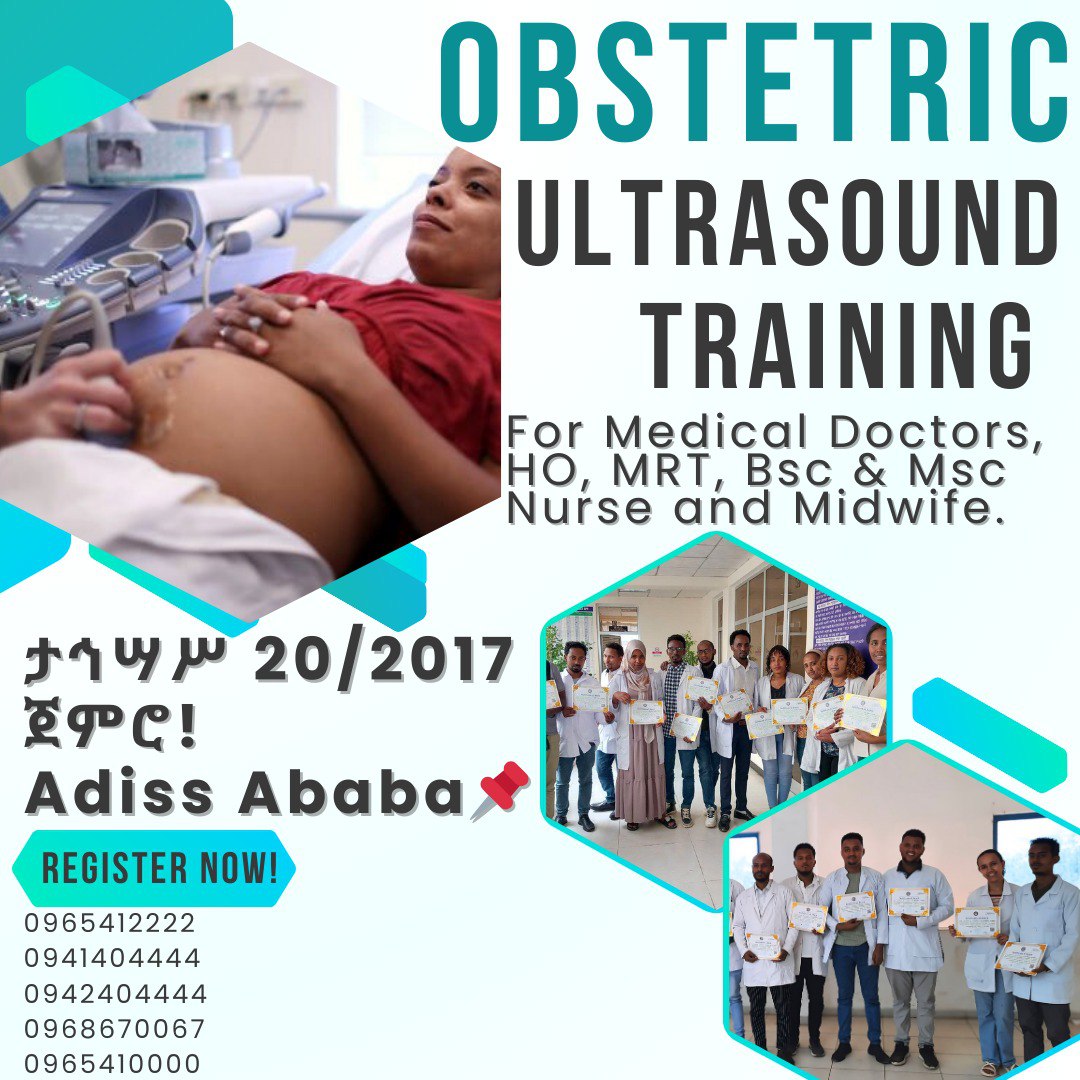 OBSTETRIC
ULTRASOUND
TRAINING
For Medical Doctors,
HO, MRT, Bsc & Msc
Nurse and Midwife.
ታኅሣሥ 20/2017
ጀምሮ!
Adiss Ababa
REGISTER NOW!
0965412222
0941404444
0942404444
0968670067
0965410000